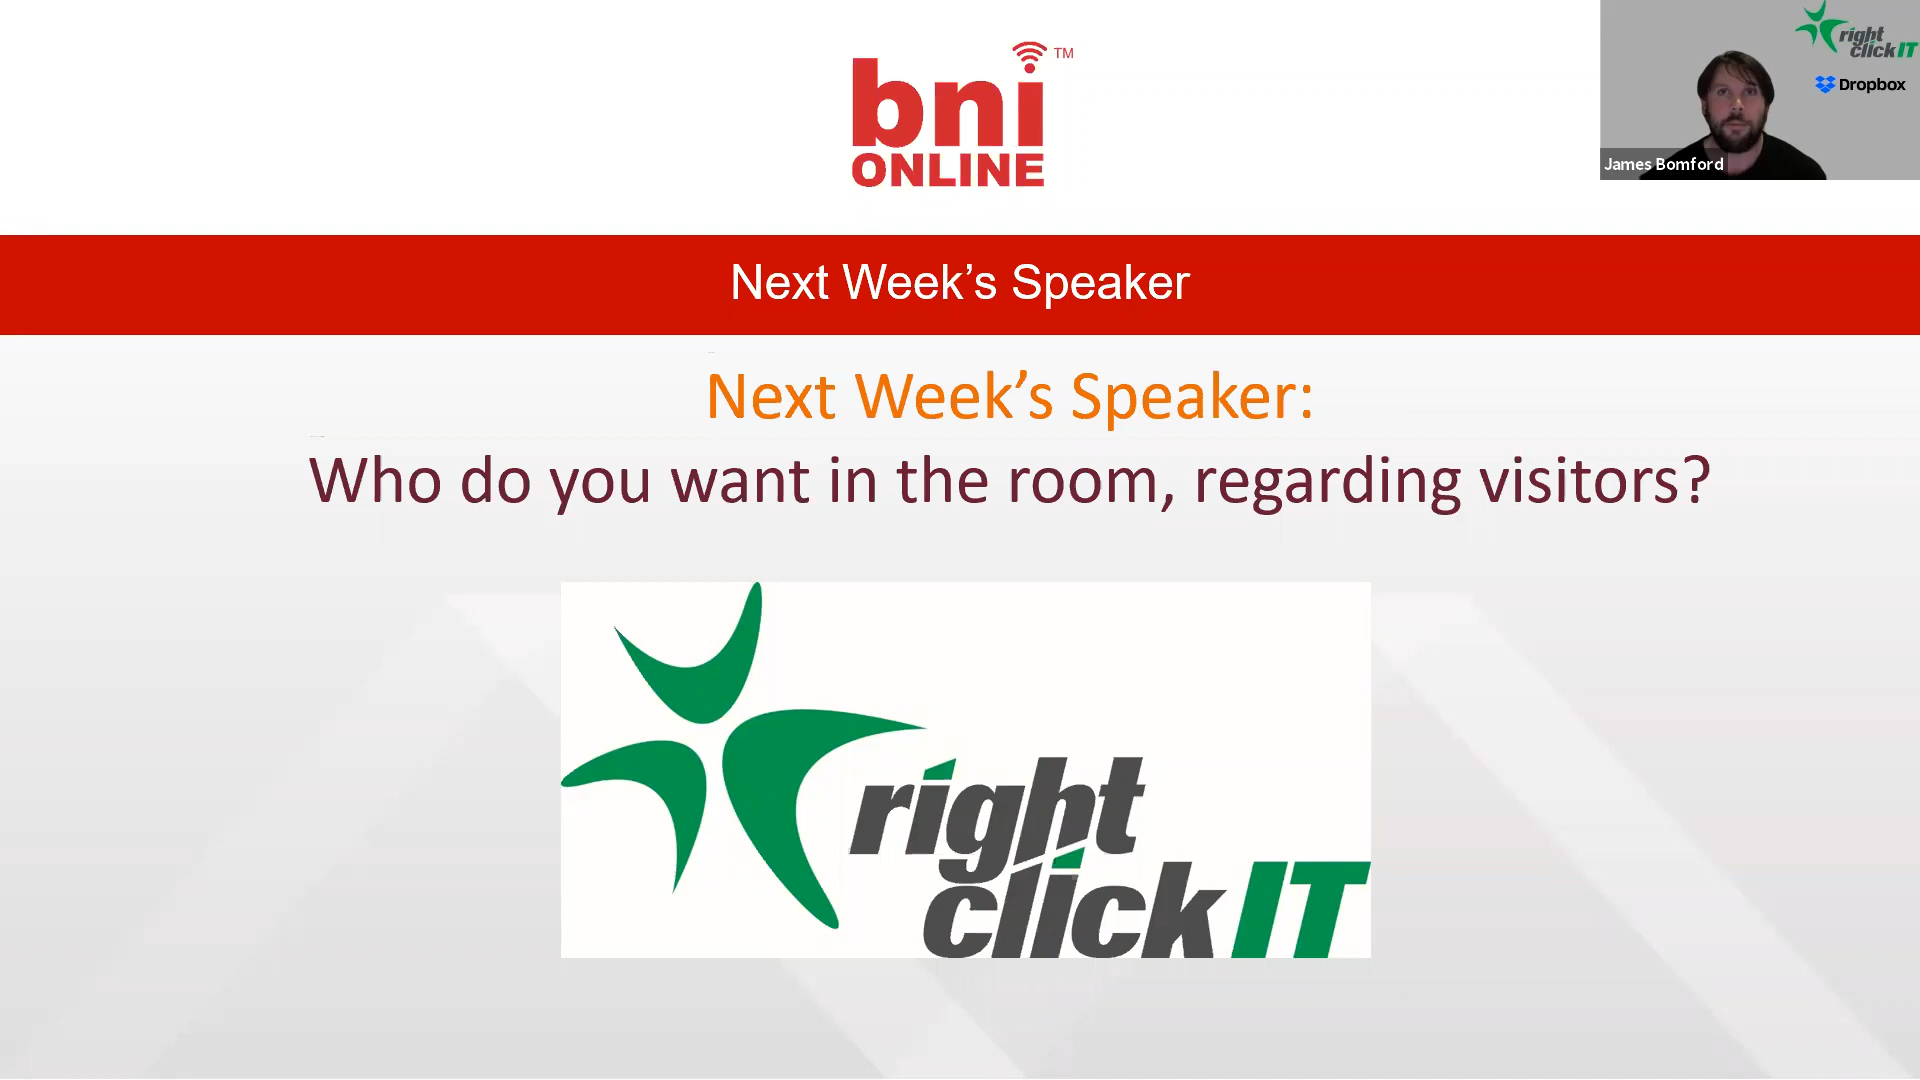 bni
TM
ONLINE
right
click IT
Dropbox
James Bomford
Next Week’s Speaker
Next Week’s Speaker:
Who do you want in the room, regarding visitors?
right
click IT